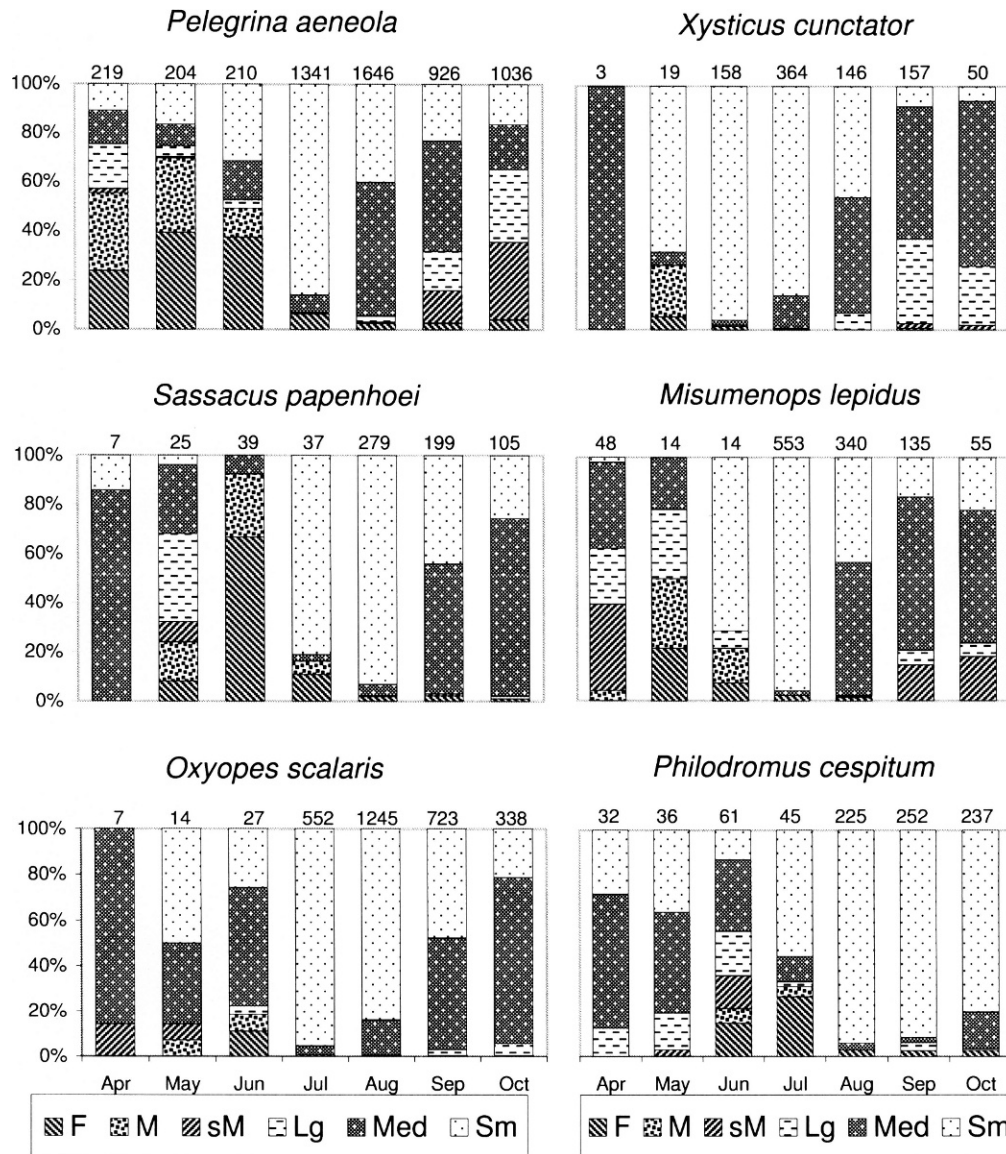 Pelegrina aeneola
Xysticus cunctator
219 204 210 1341 1646 926 1036
3 19 158 364 146 157 50
100%
80%
60%
40%
20%
0%
Sassacus papenhoei
Misumenops lepidus
7 25 39 37 279 199 105
48 14 14 553 340 135 55
100%
80%
60%
40%
20%
0%
Oxyopes scalaris
Philodromus cespitum
7 14 27 552 1245 723 338
32 36 61 45 225 252 237
100%
80%
60%
40%
20%
0%
Apr May Jun Jul Aug Sep Oct
Apr May Jun Jul Aug Sep Oct
F M sM Lg Med Sm
F M sM Lg Med Sm